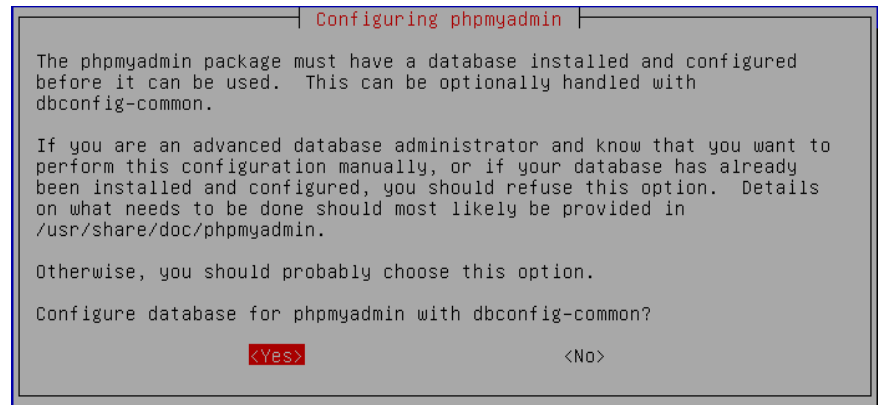 Configuring phpmyadmin
The phpmyadmin package must have a database installed and configured
before it can be used.  This can be optionally handled with
dbconfig-common.
If you are an advanced database administrator and know that you want to
perform this configuration manually, or if your database has already
been installed and configured, you should refuse this option.  Details
on what needs to be done should most likely be provided in
/usr/share/doc/phpmyadmin.
Otherwise, you should probably choose this option.
Configure database for phpmyadmin with dbconfig-common?
<Yes> <No>